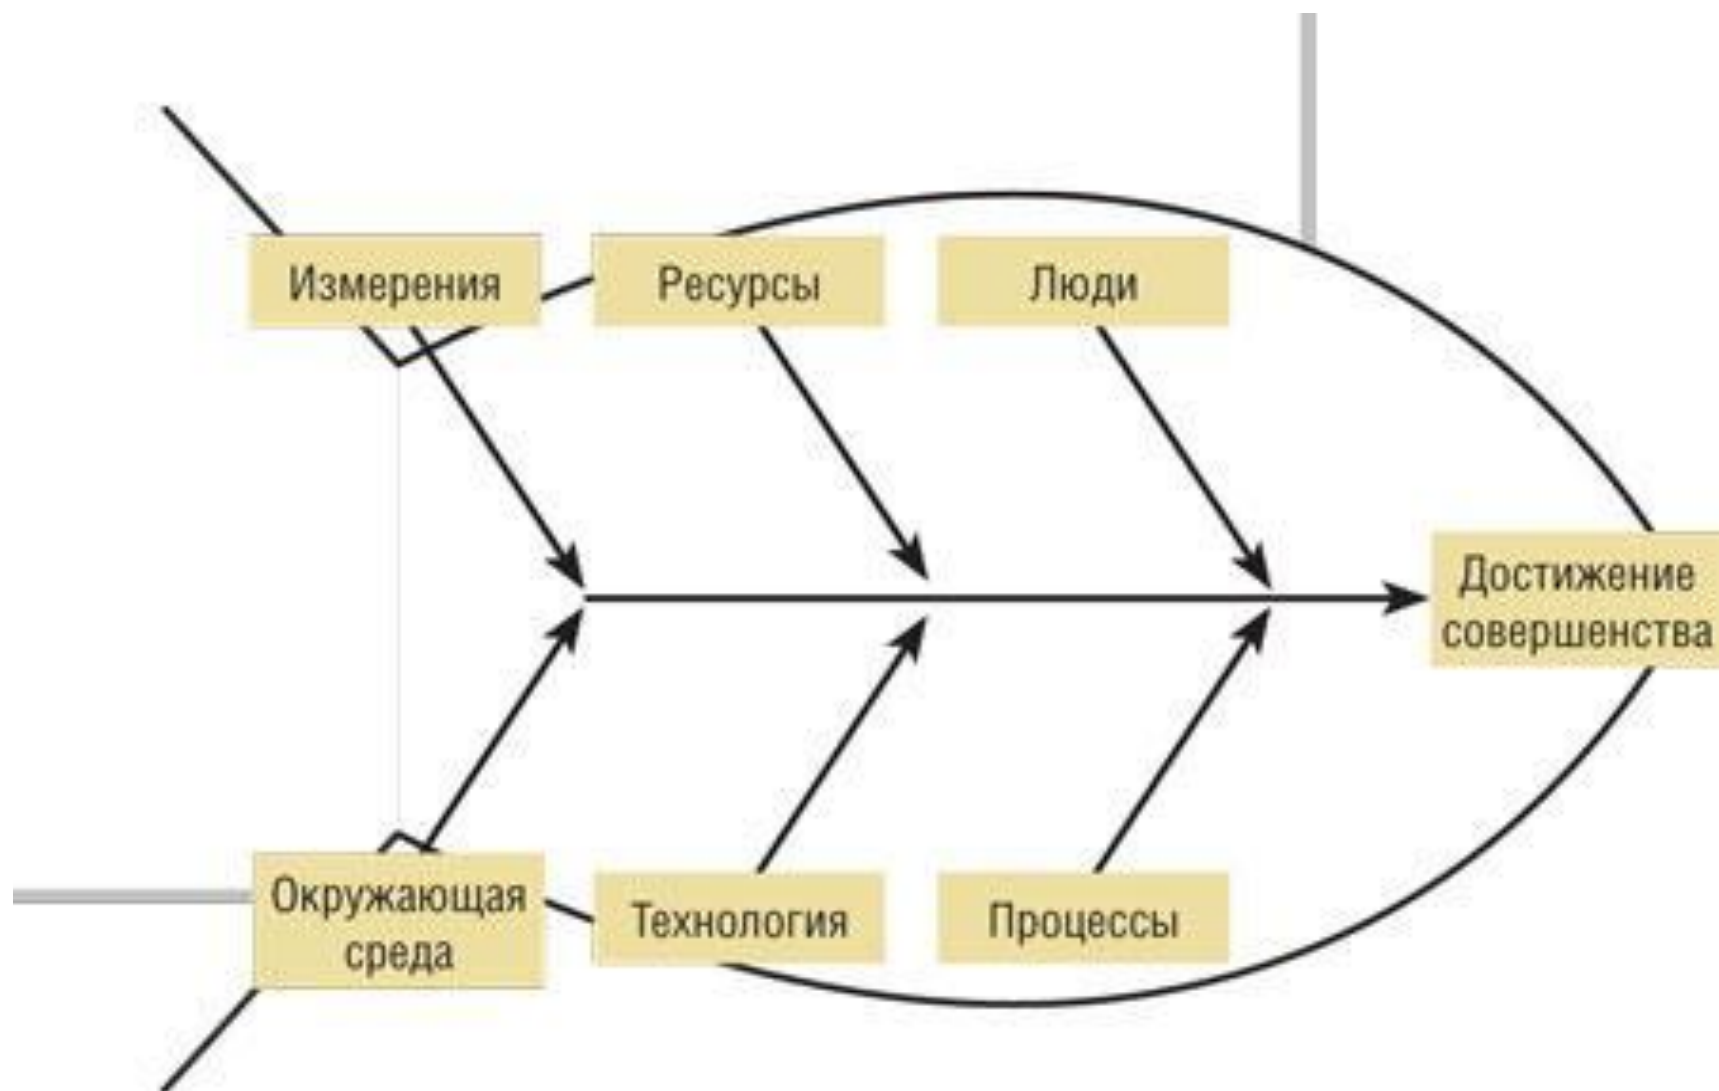 Измерения
Ресурсы
Люди
Достижение
совершенства
Окружающая
среда
Технология
Процессы